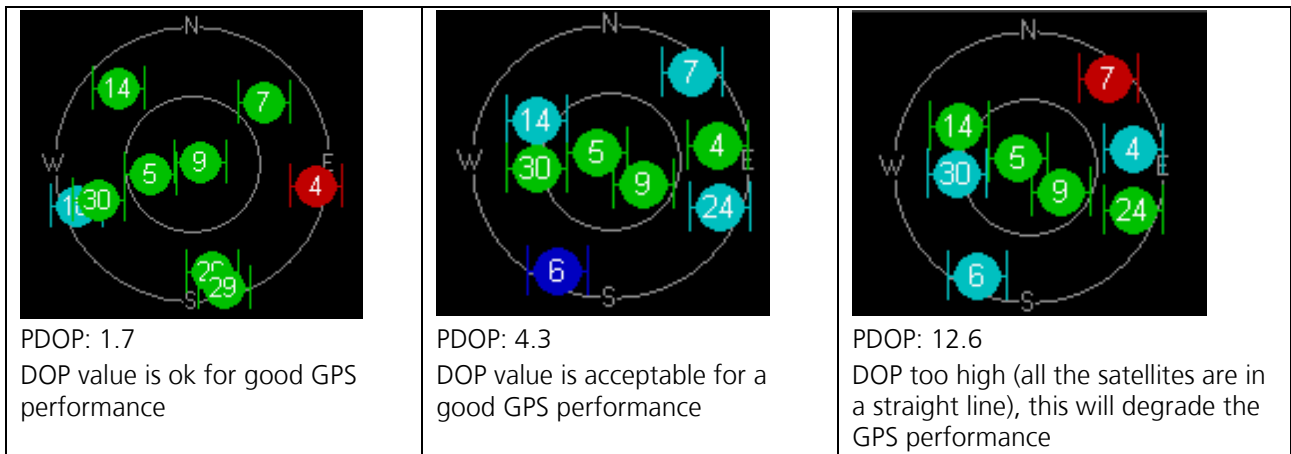 N
14
7
9
5
W
E
4
30
29
S
PDOP: 1.7
DOP value is ok for good GPS
performance
N
7
14
4
5
30
W
E
9
24
6
S
PDOP: 4.3
DOP value is acceptable for a
good GPS performance
N
7
14
4
5
W
30
E
9
24
6
S
PDOP: 12.6
DOP too high (all the satellites are in
a straight line), this will degrade the
GPS performance